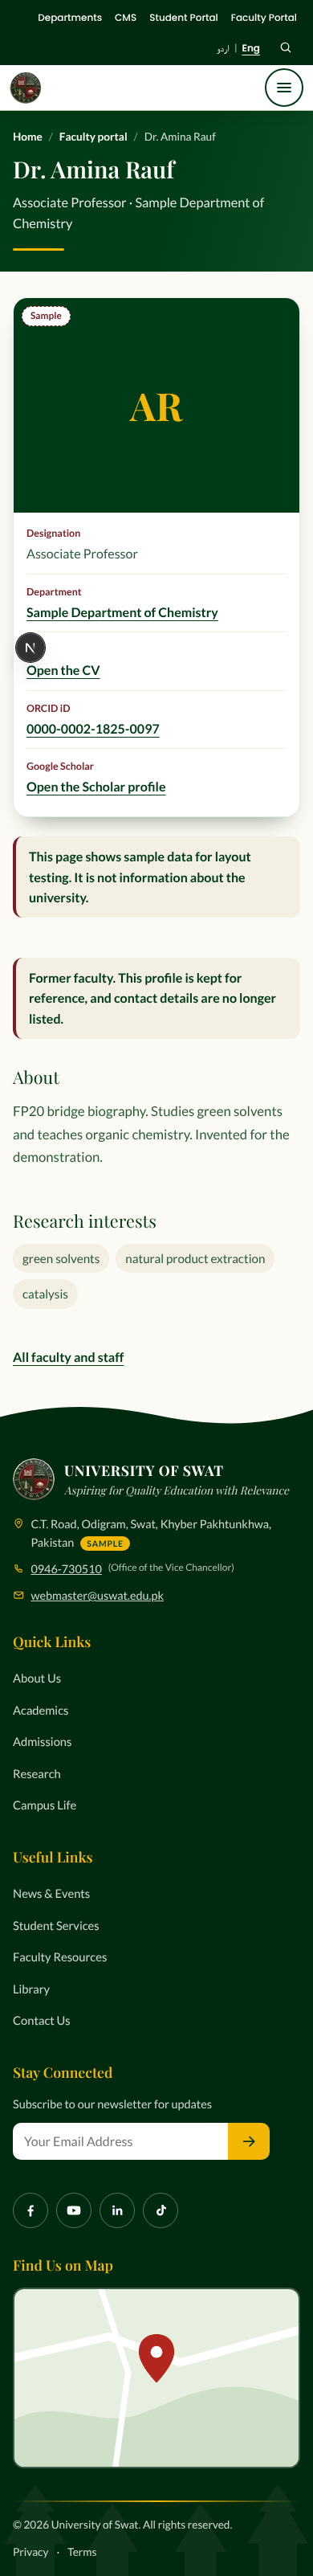 Departments CMS Student Portal Faculty Portal
اردو | Eng
Home / Faculty portal / Dr. Amina Rauf
Dr. Amina Rauf
Associate Professor · Sample Department of
Chemistry
Sample
AR
Designation
Associate Professor
Department
Sample Department of Chemistry
N
Open the CV
ORCID iD
0000-0002-1825-0097
Google Scholar
Open the Scholar profile
This page shows sample data for layout
testing. It is not information about the
university.
Former faculty. This profile is kept for
reference, and contact details are no longer
listed.
About
FP20 bridge biography. Studies green solvents
and teaches organic chemistry. Invented for the
demonstration.
Research interests
green solvents natural product extraction
catalysis
All faculty and staff
UNIVERSITY OF SWAT
Aspiring for Quality Education with Relevance
C.T. Road, Odigram, Swat, Khyber Pakhtunkhwa,
Pakistan SAMPLE
0946-730510 (Office of the Vice Chancellor)
webmaster@uswat.edu.pk
Quick Links
About Us
Academics
Admissions
Research
Campus Life
Useful Links
News & Events
Student Services
Faculty Resources
Library
Contact Us
Stay Connected
Subscribe to our newsletter for updates
Your Email Address
Find Us on Map
© 2026 University of Swat. All rights reserved.
Privacy · Terms